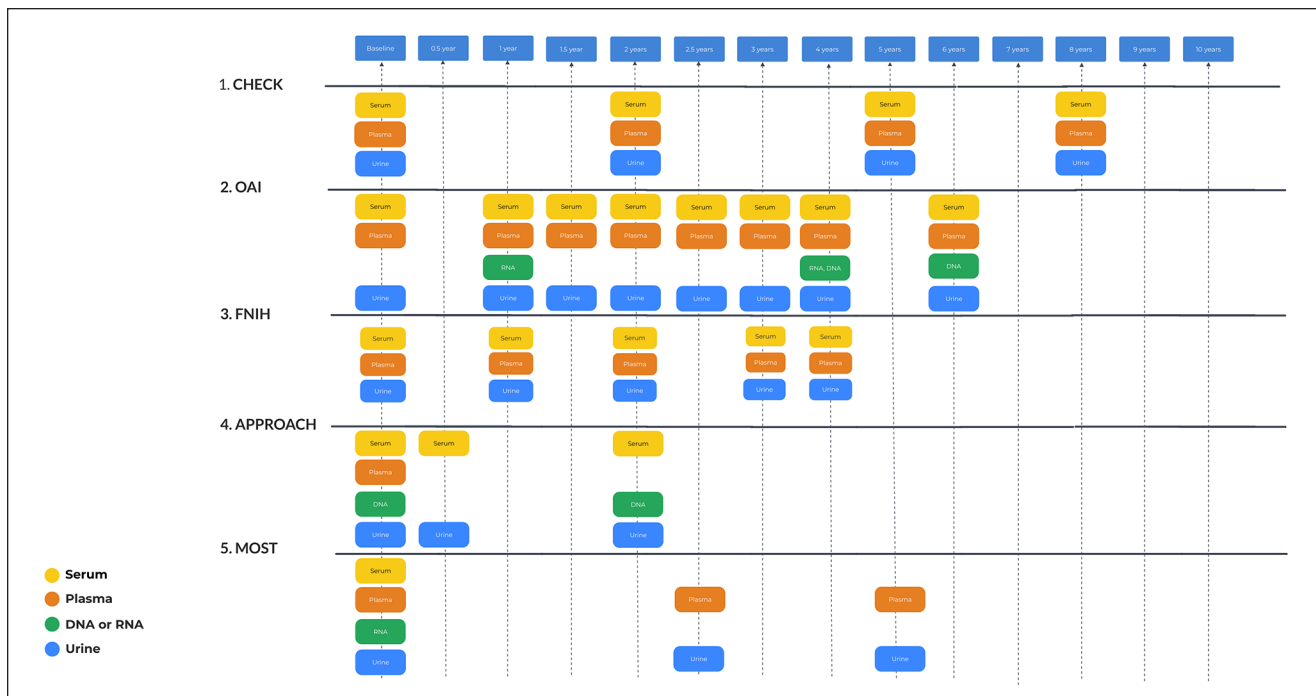 Baseline 0.5 year 1 year 1.5 year 2 years 2.5 years 3 years 4 years 5 years 6 years 7 years 8 years 9 years 10 years
1. CHECK
Serum Serum Serum Serum
Plasma Plasma Plasma Plasma
Urine Urine Urine Urine
2. OAI
Serum Serum Serum Serum Serum Serum Serum Serum
Plasma Plasma Plasma Plasma Plasma Plasma Plasma Plasma
RNA RNA, DNA DNA
Urine Urine Urine Urine Urine Urine Urine Urine
3. FNIH
Serum Serum Serum Serum Serum
Plasma Plasma Plasma Plasma Plasma
Urine Urine Urine Urine Urine
4. APPROACH
Serum Serum Serum
Plasma
DNA DNA
Urine Urine Urine
5. MOST
Serum
Plasma Plasma Plasma
RNA
Urine Urine Urine
Serum
Plasma
DNA or RNA
Urine